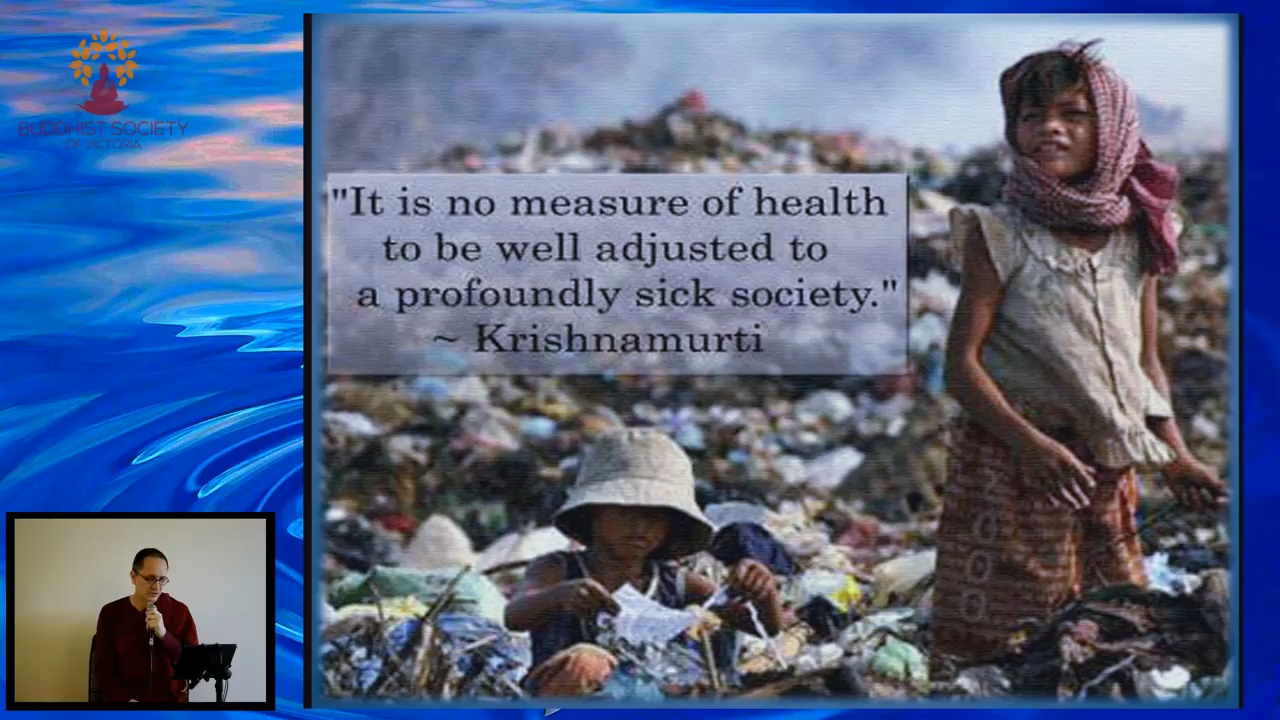 BUDDHIST SOCIETY
OF VICTORIA
"It is no measure of health
to be well adjusted to
a profoundly sick society."
~ Krishnamurti